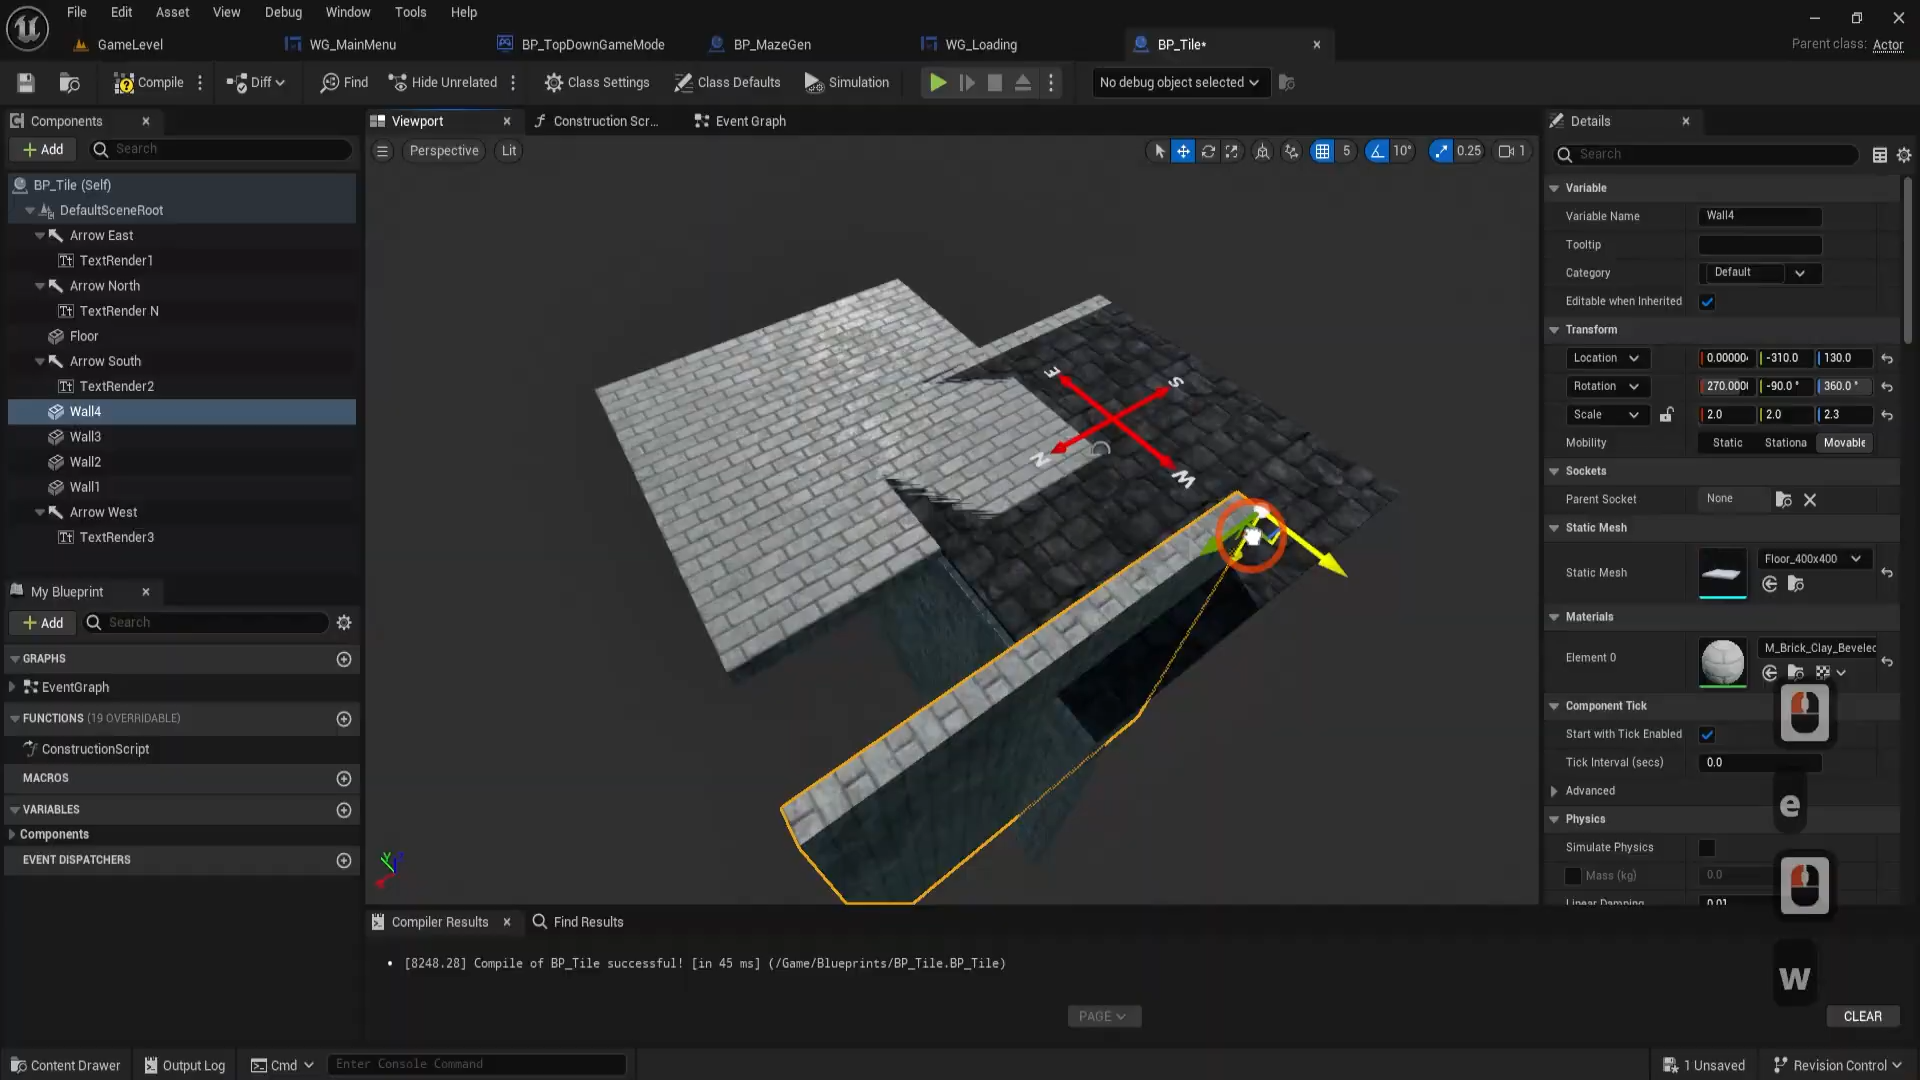 File Edit Asset View Debug Window Tools Help
GameLevel WG_MainMenu BP_TopDownGameMode BP_MazeGen WG_Loading BP_Tile*
Parent class: Actor
Compile Diff Find Hide Unrelated Class Settings Class Defaults Simulation No debug object selected
Components
Add Search
BP_Tile (Self)
DefaultSceneRoot
Arrow East
TextRender1
Arrow North
TextRender N
Floor
Arrow South
TextRender2
Wall4
Wall3
Wall2
Wall1
Arrow West
TextRender3
My Blueprint
Add Search
GRAPHS
EventGraph
FUNCTIONS (19 OVERRIDABLE)
ConstructionScript
MACROS
VARIABLES
Components
EVENT DISPATCHERS
Viewport Construction Scr... Event Graph
Perspective Lit 5 10° 0.25 1
E S
N W
Compiler Results Find Results
[8248.28] Compile of BP_Tile successful! [in 45 ms] (/Game/Blueprints/BP_Tile.BP_Tile)
PAGE CLEAR
Details
Search
Variable
Variable Name Wall4
Tooltip
Category Default
Editable when Inherited
Transform
Location 0.00000 -310.0 130.0
Rotation 270.000 -90.0 ° 360.0 °
Scale 2.0 2.0 2.3
Mobility Static Stationa Movable
Sockets
Parent Socket None
Static Mesh
Static Mesh Floor_400x400
Materials
Element 0 M_Brick_Clay_Beveled
Component Tick
Start with Tick Enabled
Tick Interval (secs) 0.0
Advanced
Physics
Simulate Physics
Mass (kg) 0.0
Linear Damping 0.01
e
w
Content Drawer Output Log Cmd Enter Console Command 1 Unsaved Revision Control